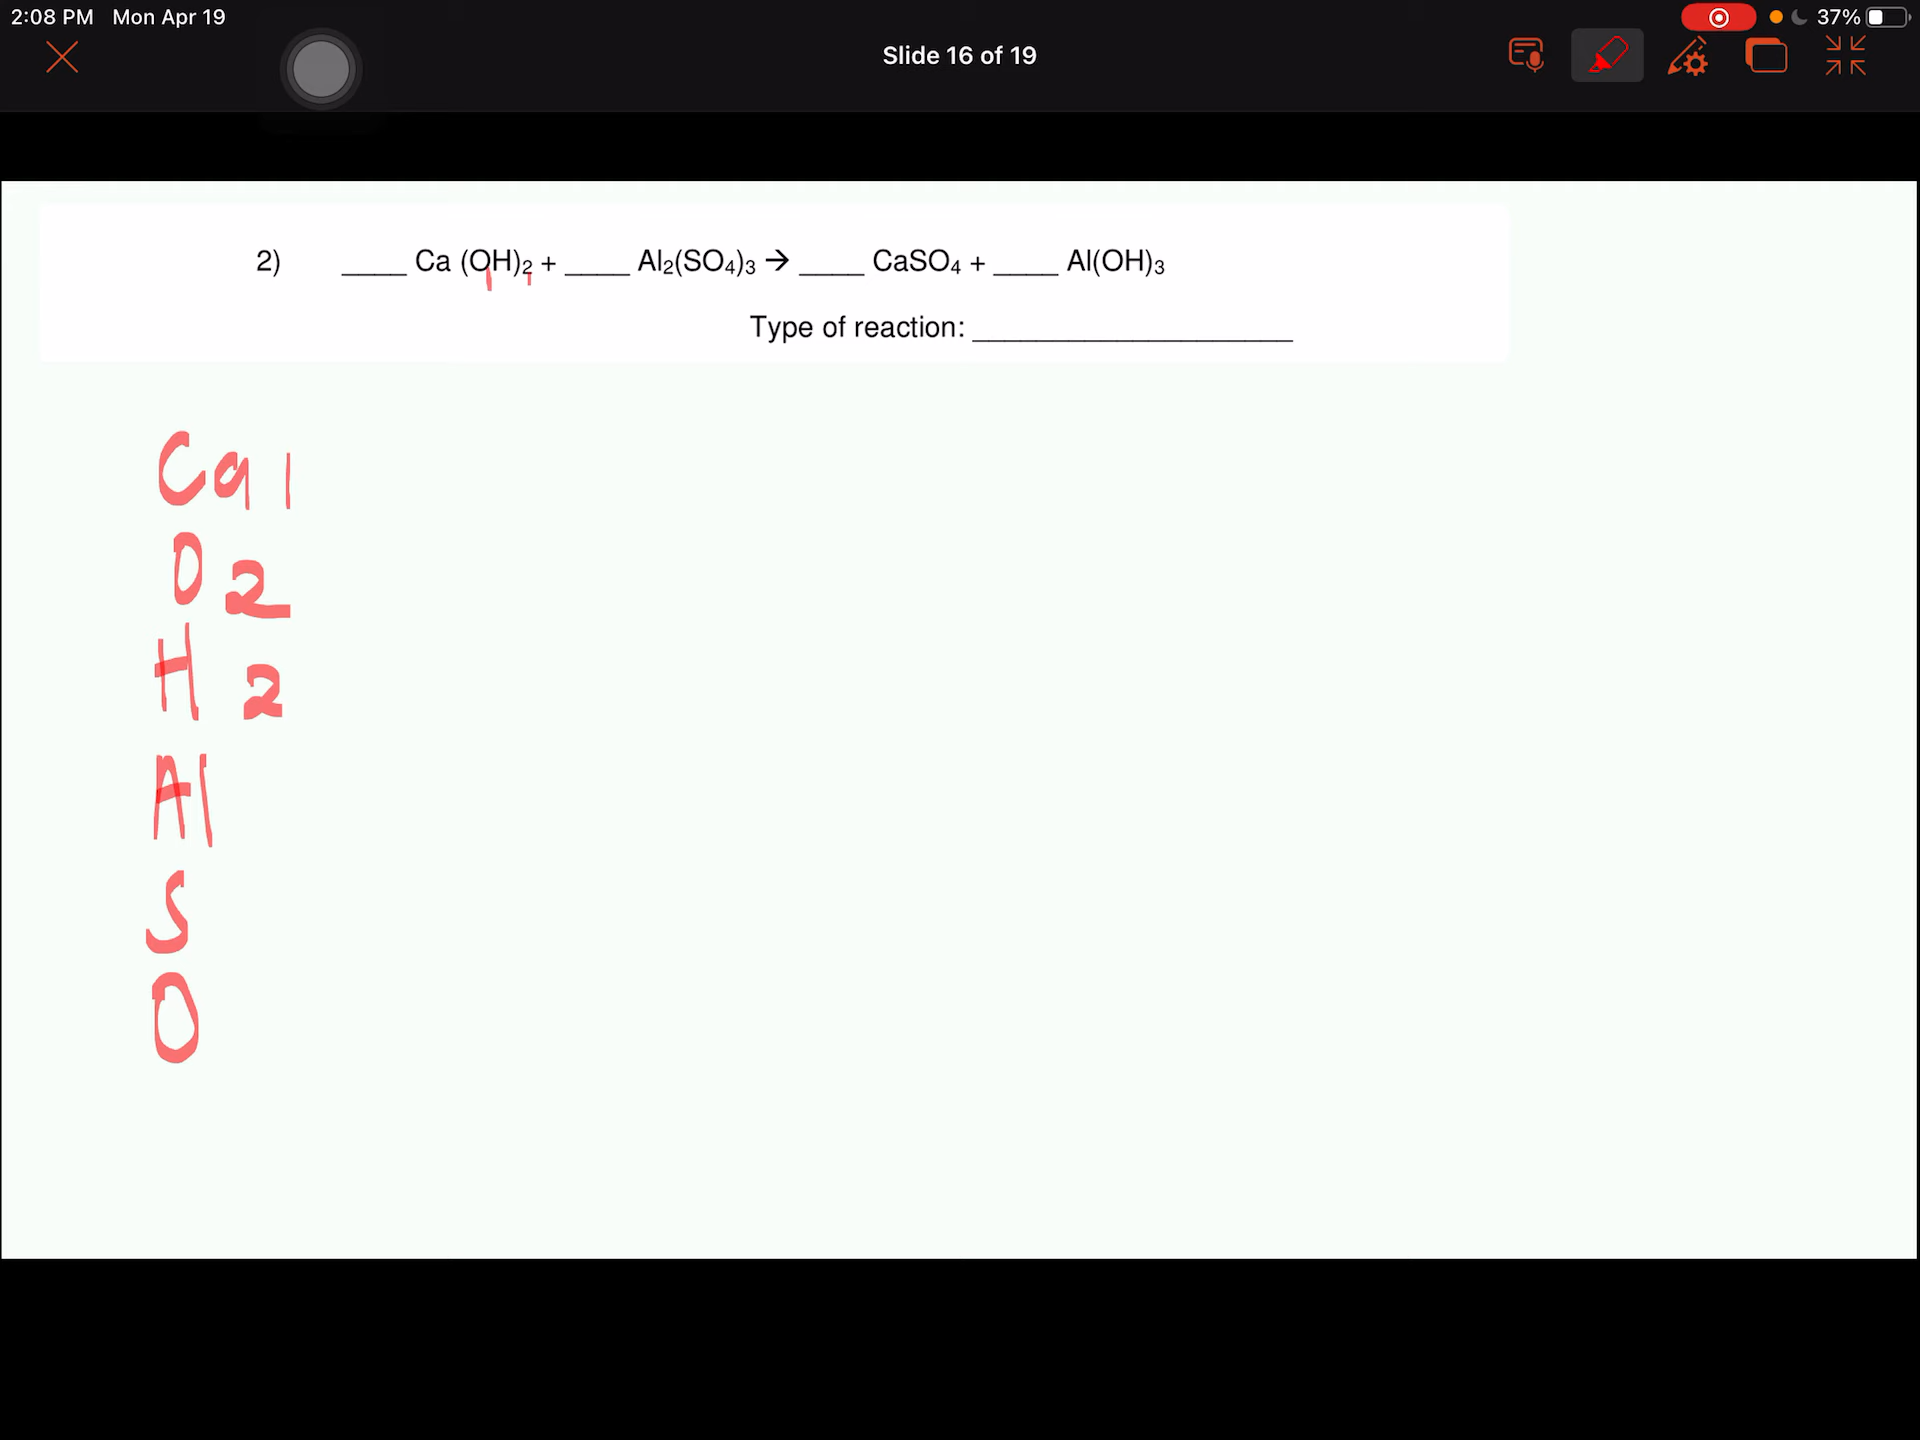 2:08 PM Mon Apr 19
37%
Slide 16 of 19
2) ____ Ca (OH)₂ + ____ Al₂(SO₄)₃ → ____ CaSO₄ + ____ Al(OH)₃
Type of reaction: ____________________
Ca 1
O 2
H 2
Al
S
O